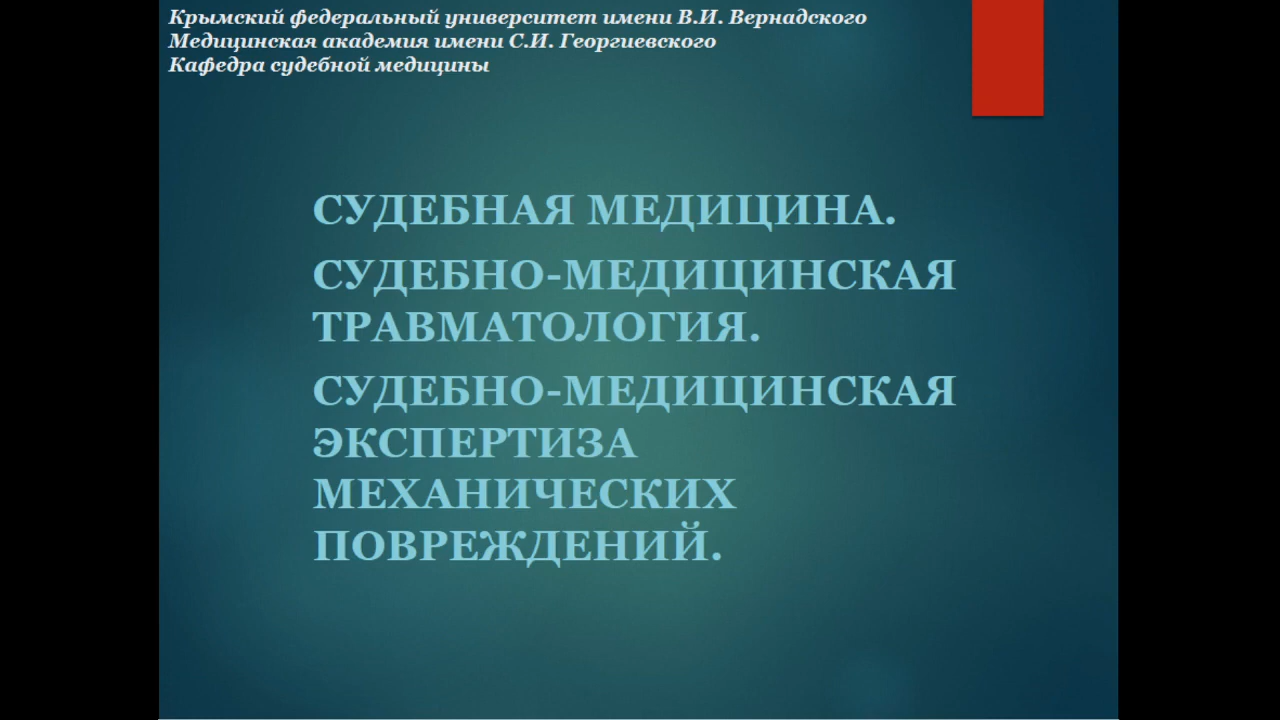 Крымский федеральный университет имени В.И. Вернадского
Медицинская академия имени С.И. Георгиевского
Кафедра судебной медицины
СУДЕБНАЯ МЕДИЦИНА.
СУДЕБНО-МЕДИЦИНСКАЯ
ТРАВМАТОЛОГИЯ.
СУДЕБНО-МЕДИЦИНСКАЯ
ЭКСПЕРТИЗА
МЕХАНИЧЕСКИХ
ПОВРЕЖДЕНИЙ.